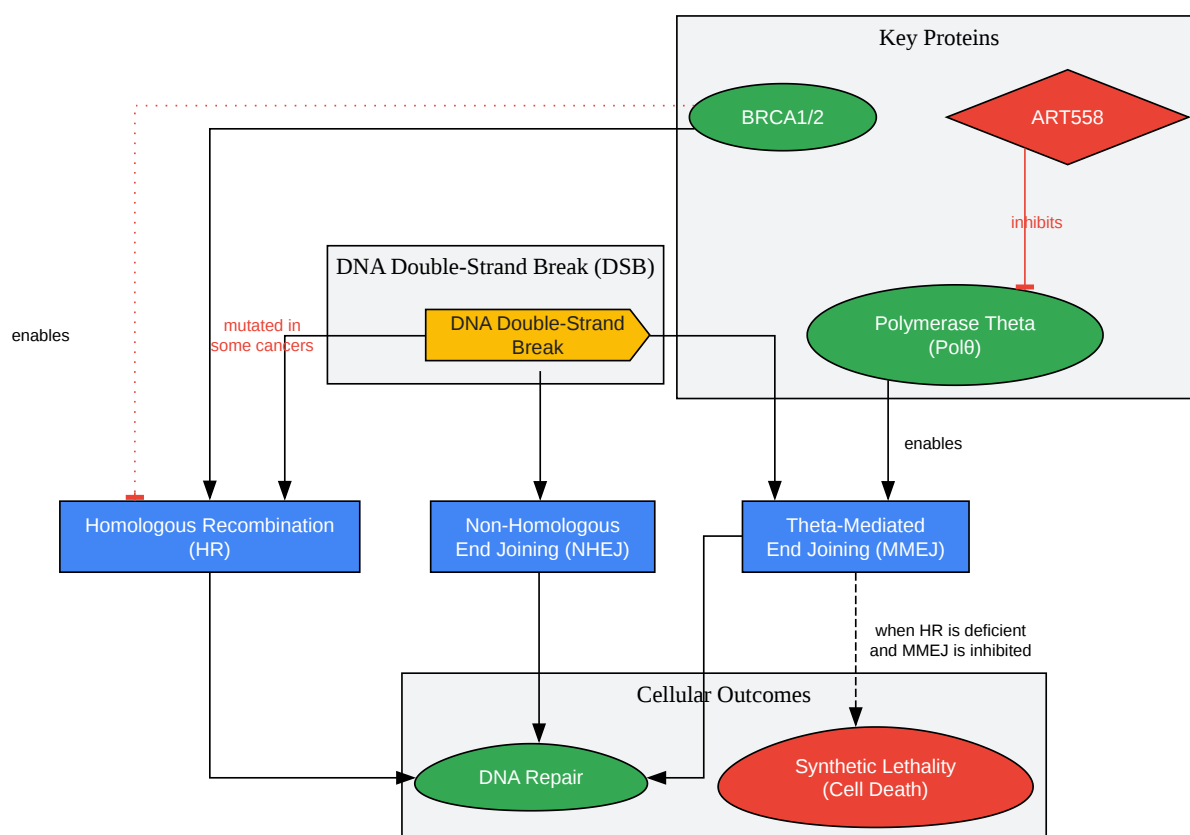 Key Proteins
BRCA1/2
ART558
inhibits
DNA Double-Strand Break (DSB)
DNA Double-Strand
Break
Polymerase Theta
(Polθ)
enables
mutated in
some cancers
enables
Homologous Recombination
(HR)
Non-Homologous
End Joining (NHEJ)
Theta-Mediated
End Joining (MMEJ)
when HR is deficient
and MMEJ is inhibited
Cellular Outcomes
DNA Repair
Synthetic Lethality
(Cell Death)